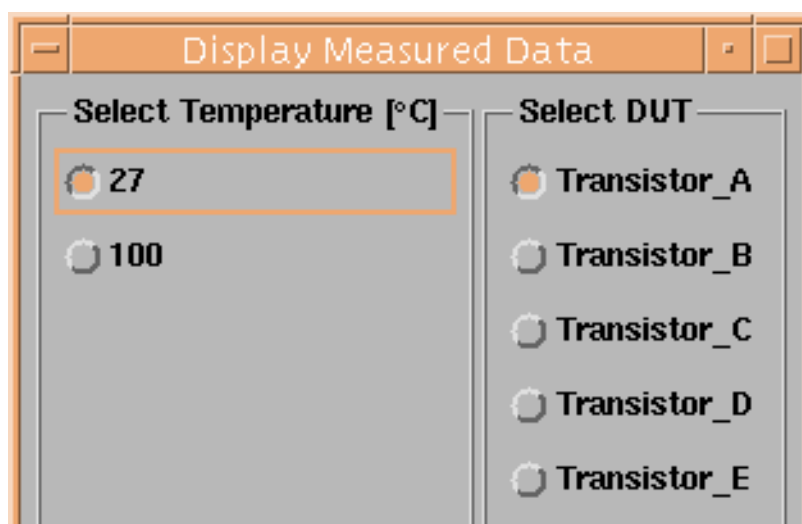 Display Measured Data
Select Temperature [°C]
27
100
Select DUT
Transistor_A
Transistor_B
Transistor_C
Transistor_D
Transistor_E